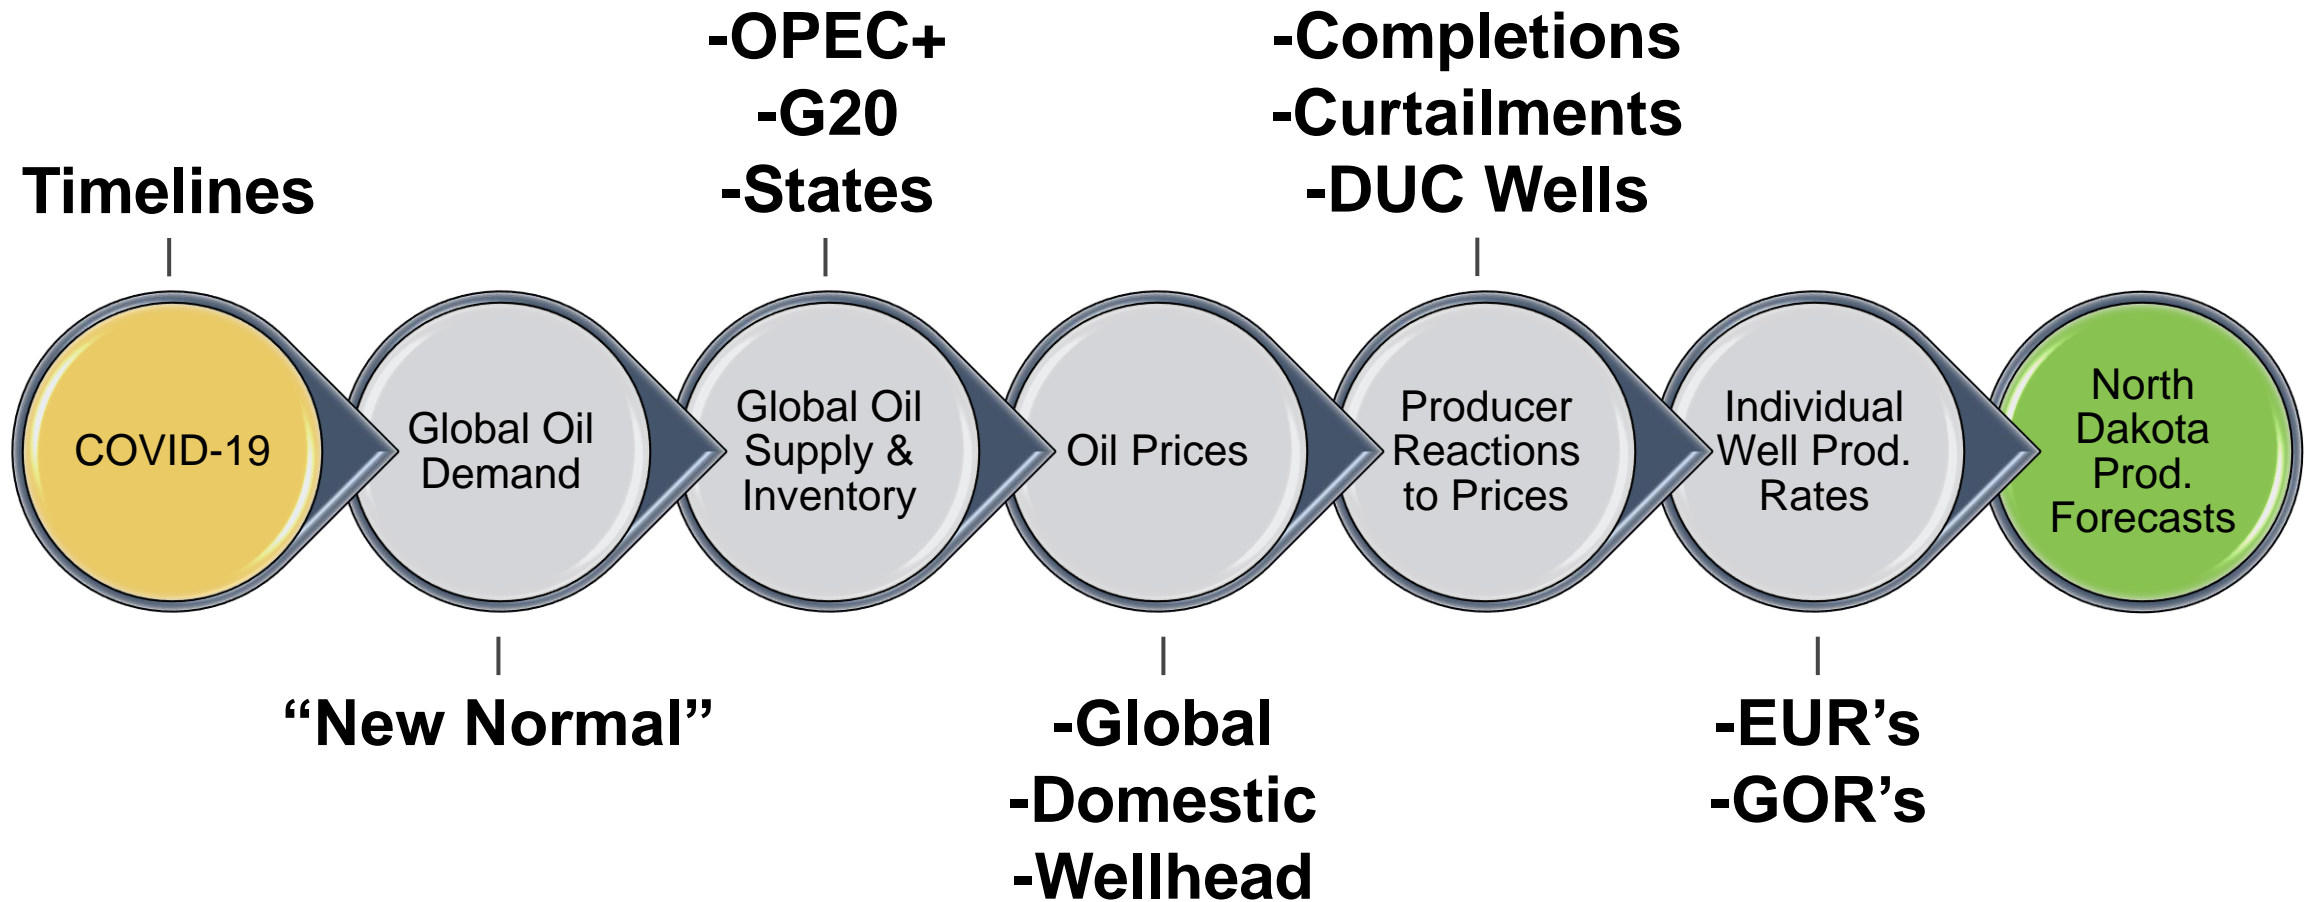 -OPEC+
-G20
-States
-Completions
-Curtailments
-DUC Wells
Timelines
COVID-19
Global Oil
Demand
Global Oil
Supply &
Inventory
Oil Prices
Producer
Reactions
to Prices
Individual
Well Prod.
Rates
North
Dakota
Prod.
Forecasts
“New Normal”
-Global
-Domestic
-Wellhead
-EUR’s
-GOR’s